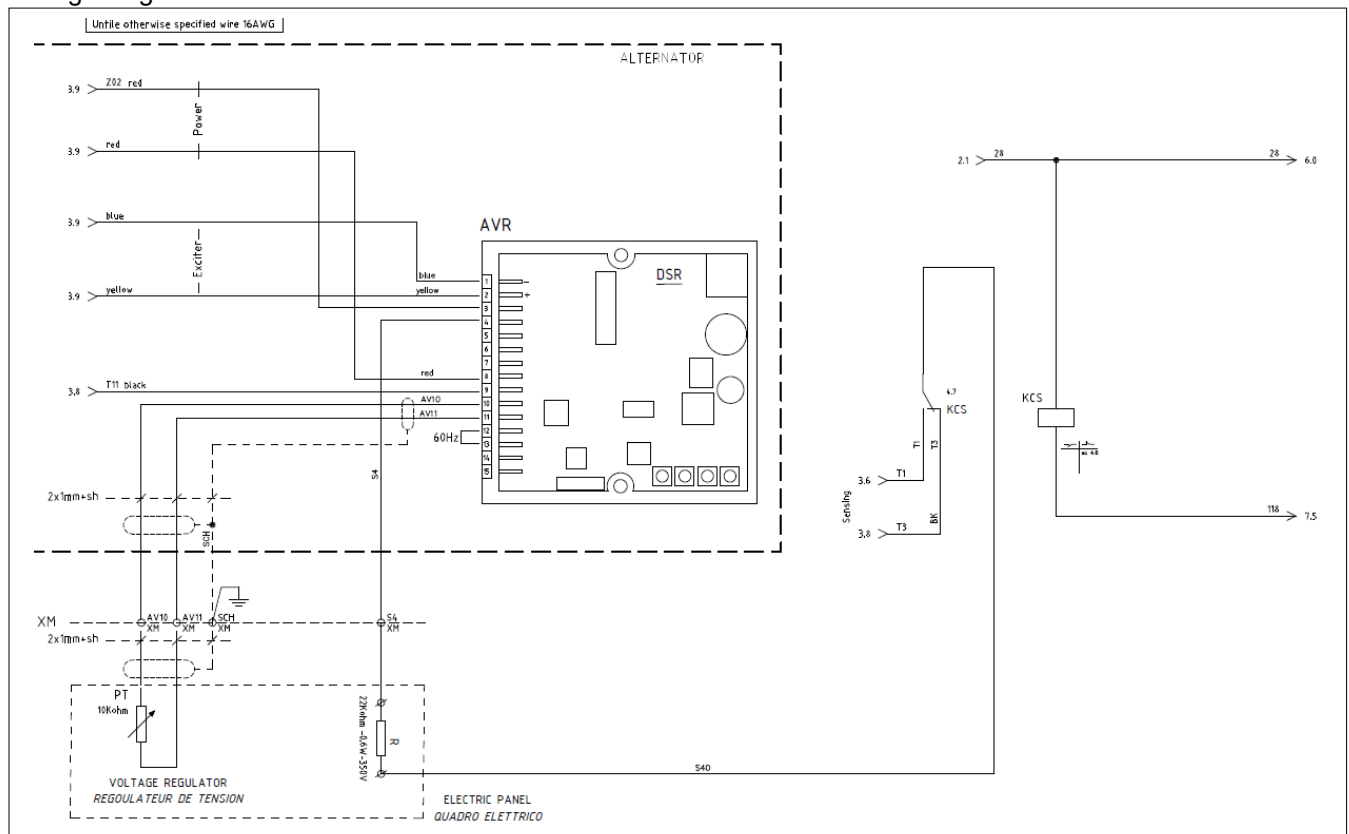 Untile otherwise specified wire 16AWG
ALTERNATOR
3.9
Z02 red
Power
3.9
red
3.9
blue
Exciter
3.9
yellow
3.8
T11 black
AVR
DSR
blue
yellow
red
AV10
AV11
60Hz
1
2
3
4
5
6
7
8
9
10
11
12
13
14
15
-
+
S4
2x1mm+sh
SCH
XM
AV10
XM
AV11
XM
SCH
XM
S4
XM
2x1mm+sh
PT
10Kohm
22Kohm -0,6W-350V
R
VOLTAGE REGULATOR
REGOULATEUR DE TENSION
ELECTRIC PANEL
QUADRO ELETTRICO
S40
2.1
28
28
6.0
4.7
KCS
T1
T3
BK
3.6
T1
Sensing
3.8
T3
KCS
118
7.5